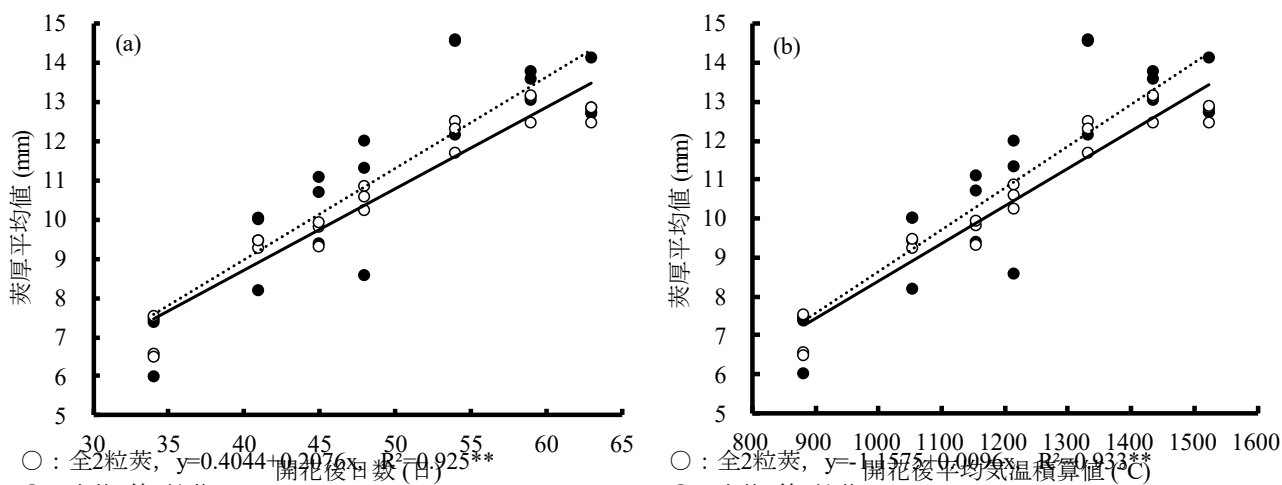 (a)
15
14
13
12
11
10
9
8
7
6
5
莢厚平均値 (mm)
30 35 40 45 50 55 60 65
開花後日数 (日)
○：全2粒莢，y=0.4044+0.2076x，R²=0.925**
(b)
15
14
13
12
11
10
9
8
7
6
5
莢厚平均値 (mm)
800 900 1000 1100 1200 1300 1400 1500 1600
開花後平均気温積算値 (°C)
○：全2粒莢，y=-1.1575+0.0096x，R²=0.933**